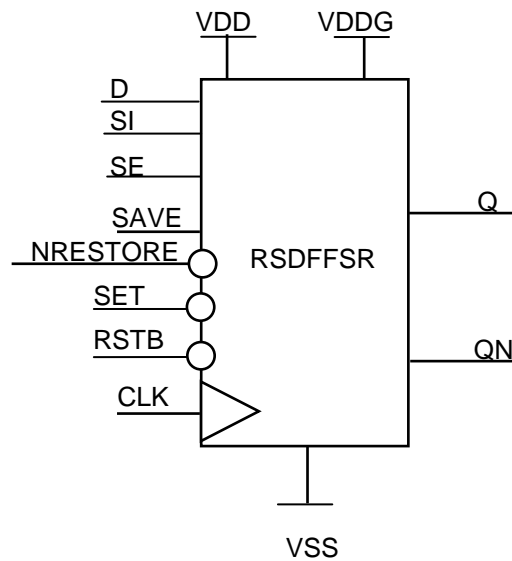 VDD VDDG
D
SI
SE
SAVE
NRESTORE
SET
RSTB
CLK
RSDFFSR
Q
QN
VSS